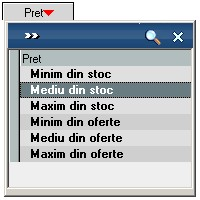 Pret
Pret
Minim din stoc
Mediu din stoc
Maxim din stoc
Minim din oferte
Mediu din oferte
Maxim din oferte